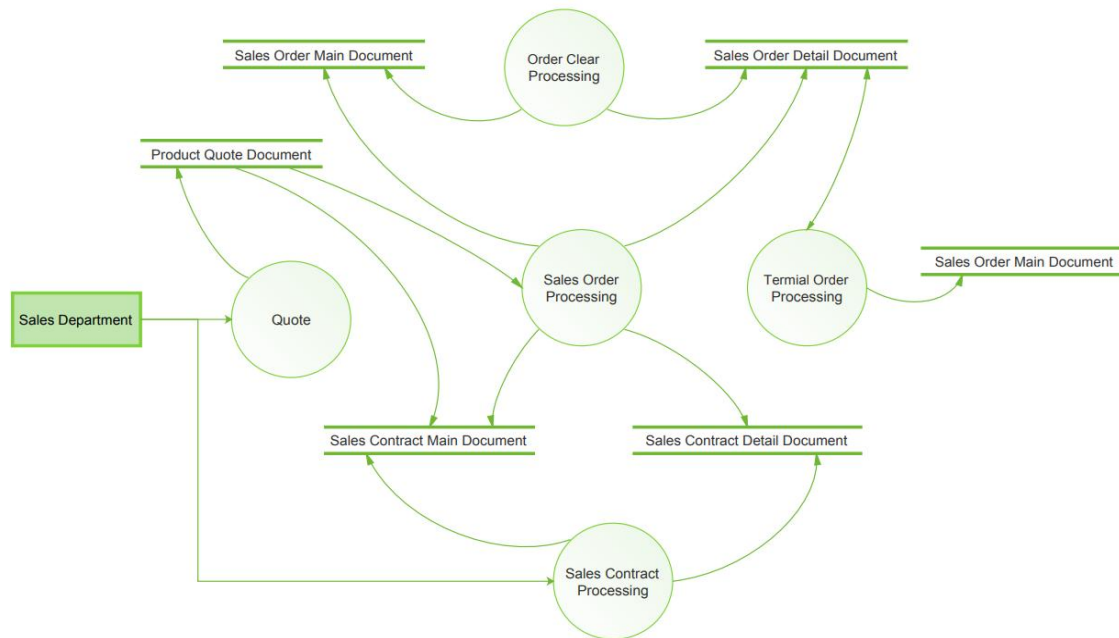 Sales Order Main Document
Order Clear
Processing
Sales Order Detail Document
Product Quote Document
Sales Order
Processing
Termial Order
Processing
Sales Order Main Document
Sales Department
Quote
Sales Contract Main Document
Sales Contract Detail Document
Sales Contract
Processing